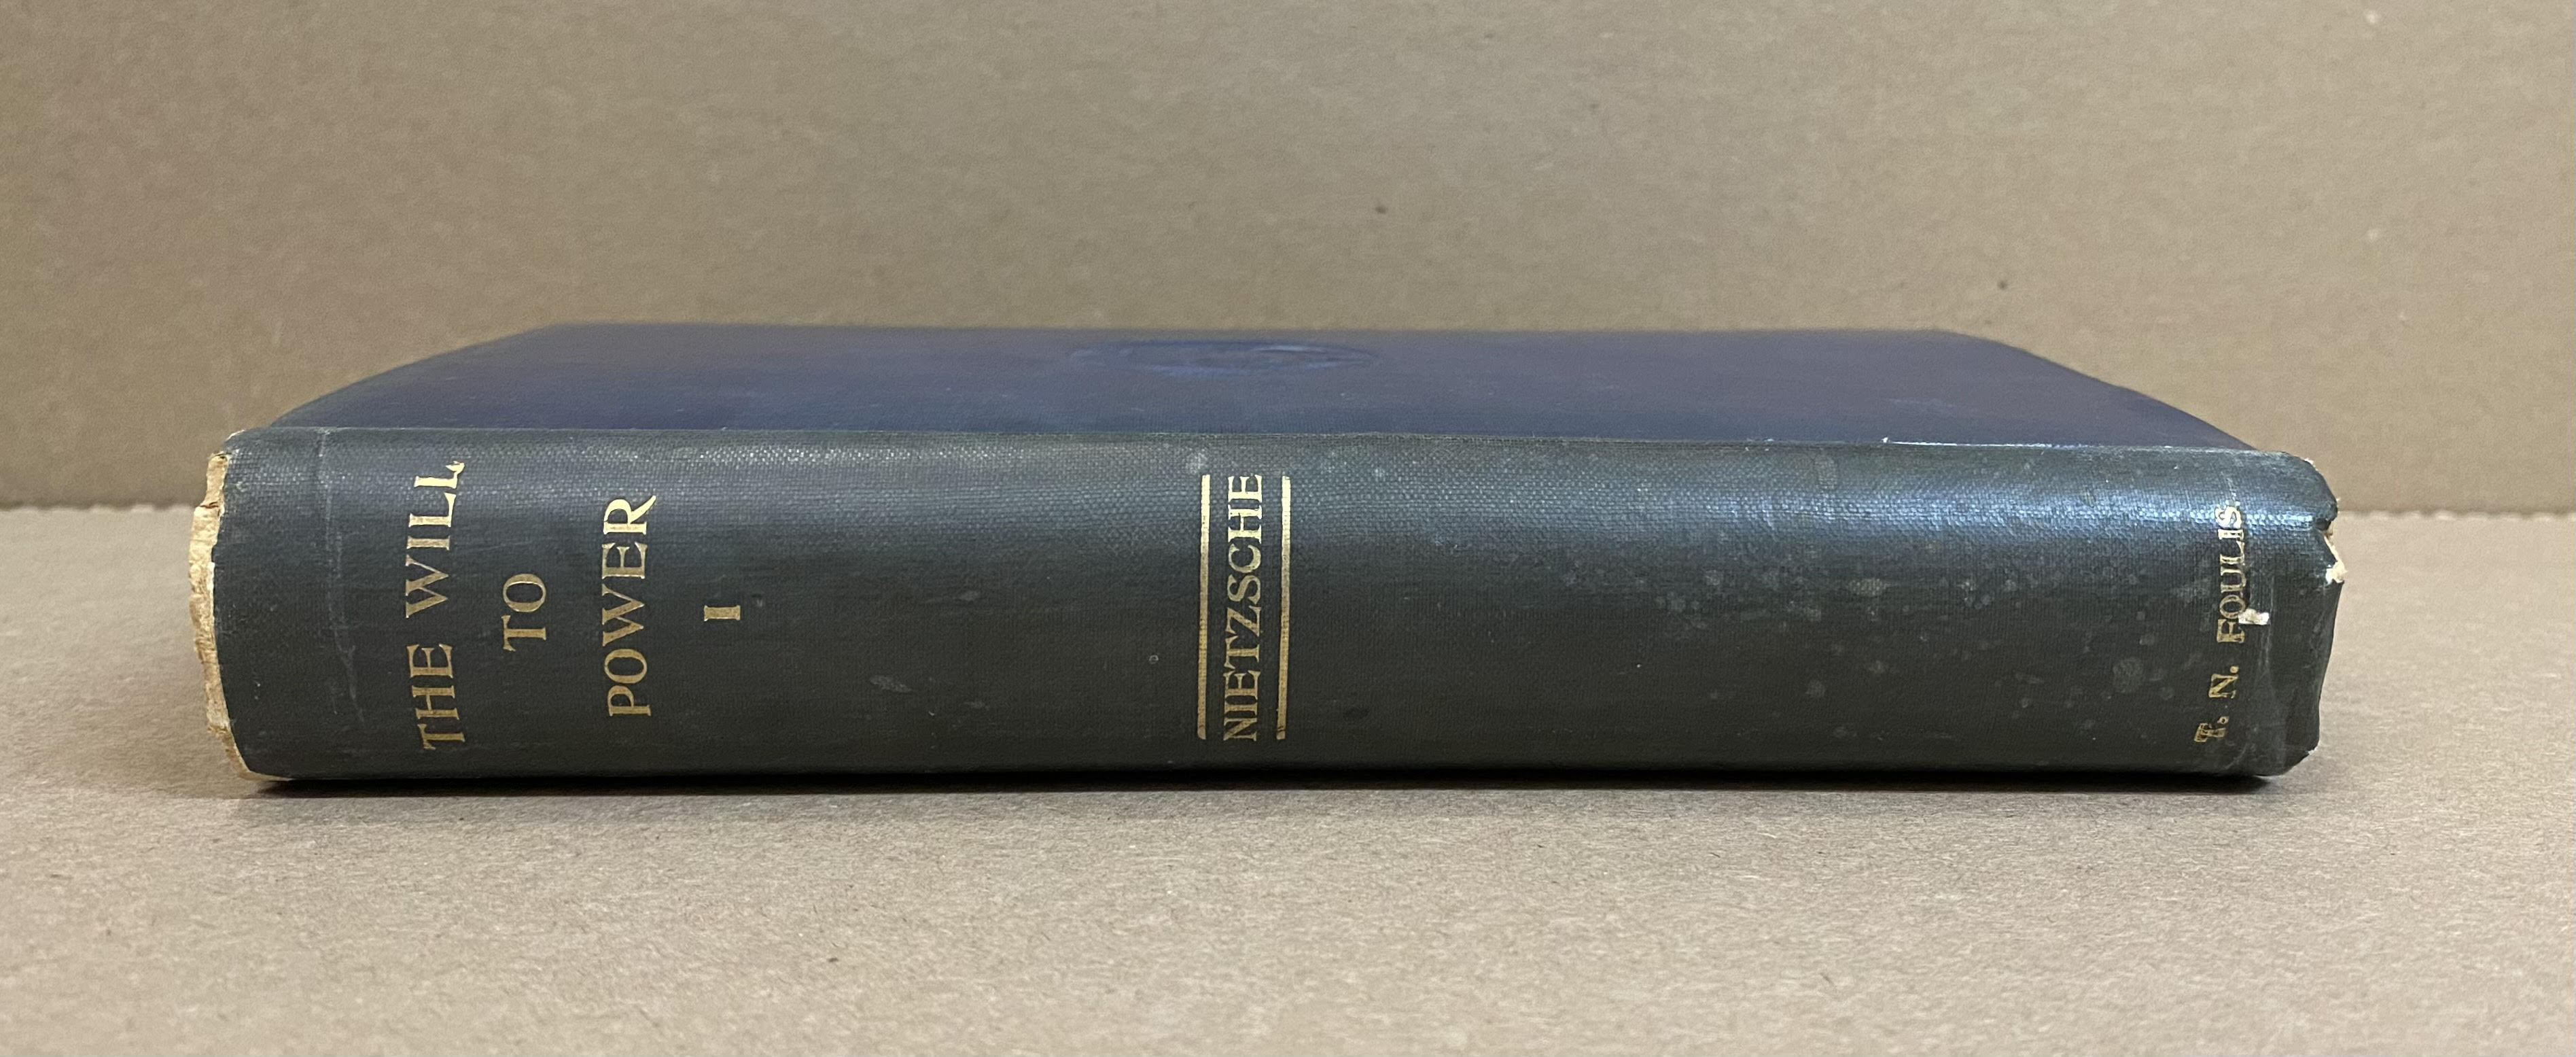 THE WILL
TO
POWER
I
NIETZSCHE
T. N. FOULIS